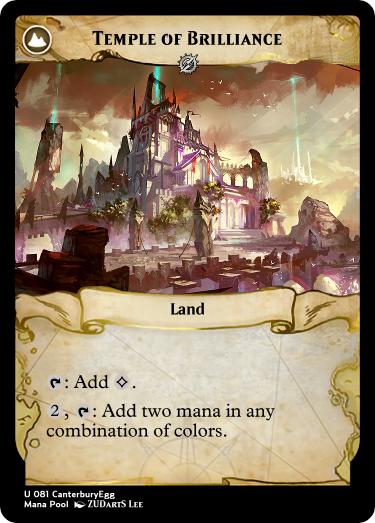 Temple of Brilliance
Land
: Add .
2 , : Add two mana in any
combination of colors.
U 081 CanterburyEgg
Mana Pool ZUDartS Lee